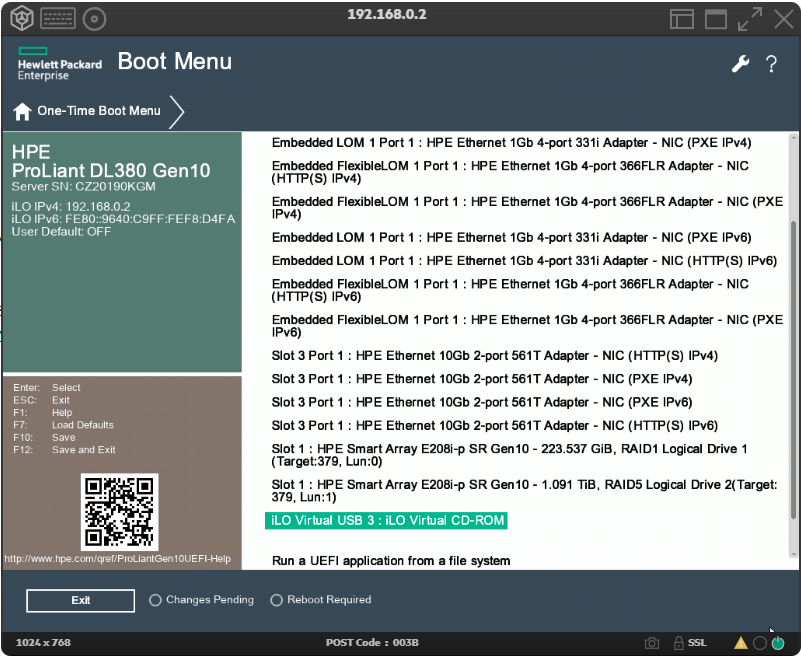 192.168.0.2
Hewlett Packard
Enterprise
Boot Menu
?
One-Time Boot Menu
HPE
ProLiant DL380 Gen10
Server SN: CZ20190KGM
iLO IPv4: 192.168.0.2
iLO IPv6: FE80::9640:C9FF:FEF8:D4FA
User Default: OFF
Enter: Select
ESC: Exit
F1: Help
F7: Load Defaults
F10: Save
F12: Save and Exit
http://www.hpe.com/qref/ProLiantGen10UEFI-Help
Embedded LOM 1 Port 1 : HPE Ethernet 1Gb 4-port 331i Adapter - NIC (PXE IPv4)
Embedded FlexibleLOM 1 Port 1 : HPE Ethernet 1Gb 4-port 366FLR Adapter - NIC
(HTTP(S) IPv4)
Embedded FlexibleLOM 1 Port 1 : HPE Ethernet 1Gb 4-port 366FLR Adapter - NIC (PXE
IPv4)
Embedded LOM 1 Port 1 : HPE Ethernet 1Gb 4-port 331i Adapter - NIC (PXE IPv6)
Embedded LOM 1 Port 1 : HPE Ethernet 1Gb 4-port 331i Adapter - NIC (HTTP(S) IPv6)
Embedded FlexibleLOM 1 Port 1 : HPE Ethernet 1Gb 4-port 366FLR Adapter - NIC
(HTTP(S) IPv6)
Embedded FlexibleLOM 1 Port 1 : HPE Ethernet 1Gb 4-port 366FLR Adapter - NIC (PXE
IPv6)
Slot 3 Port 1 : HPE Ethernet 10Gb 2-port 561T Adapter - NIC (HTTP(S) IPv4)
Slot 3 Port 1 : HPE Ethernet 10Gb 2-port 561T Adapter - NIC (PXE IPv4)
Slot 3 Port 1 : HPE Ethernet 10Gb 2-port 561T Adapter - NIC (PXE IPv6)
Slot 3 Port 1 : HPE Ethernet 10Gb 2-port 561T Adapter - NIC (HTTP(S) IPv6)
Slot 1 : HPE Smart Array E208i-p SR Gen10 - 223.537 GiB, RAID1 Logical Drive 1
(Target:379, Lun:0)
Slot 1 : HPE Smart Array E208i-p SR Gen10 - 1.091 TiB, RAID5 Logical Drive 2(Target:
379, Lun:1)
iLO Virtual USB 3 : iLO Virtual CD-ROM
Run a UEFI application from a file system
Exit
Changes Pending
Reboot Required
1024 x 768
POST Code : 003B
SSL